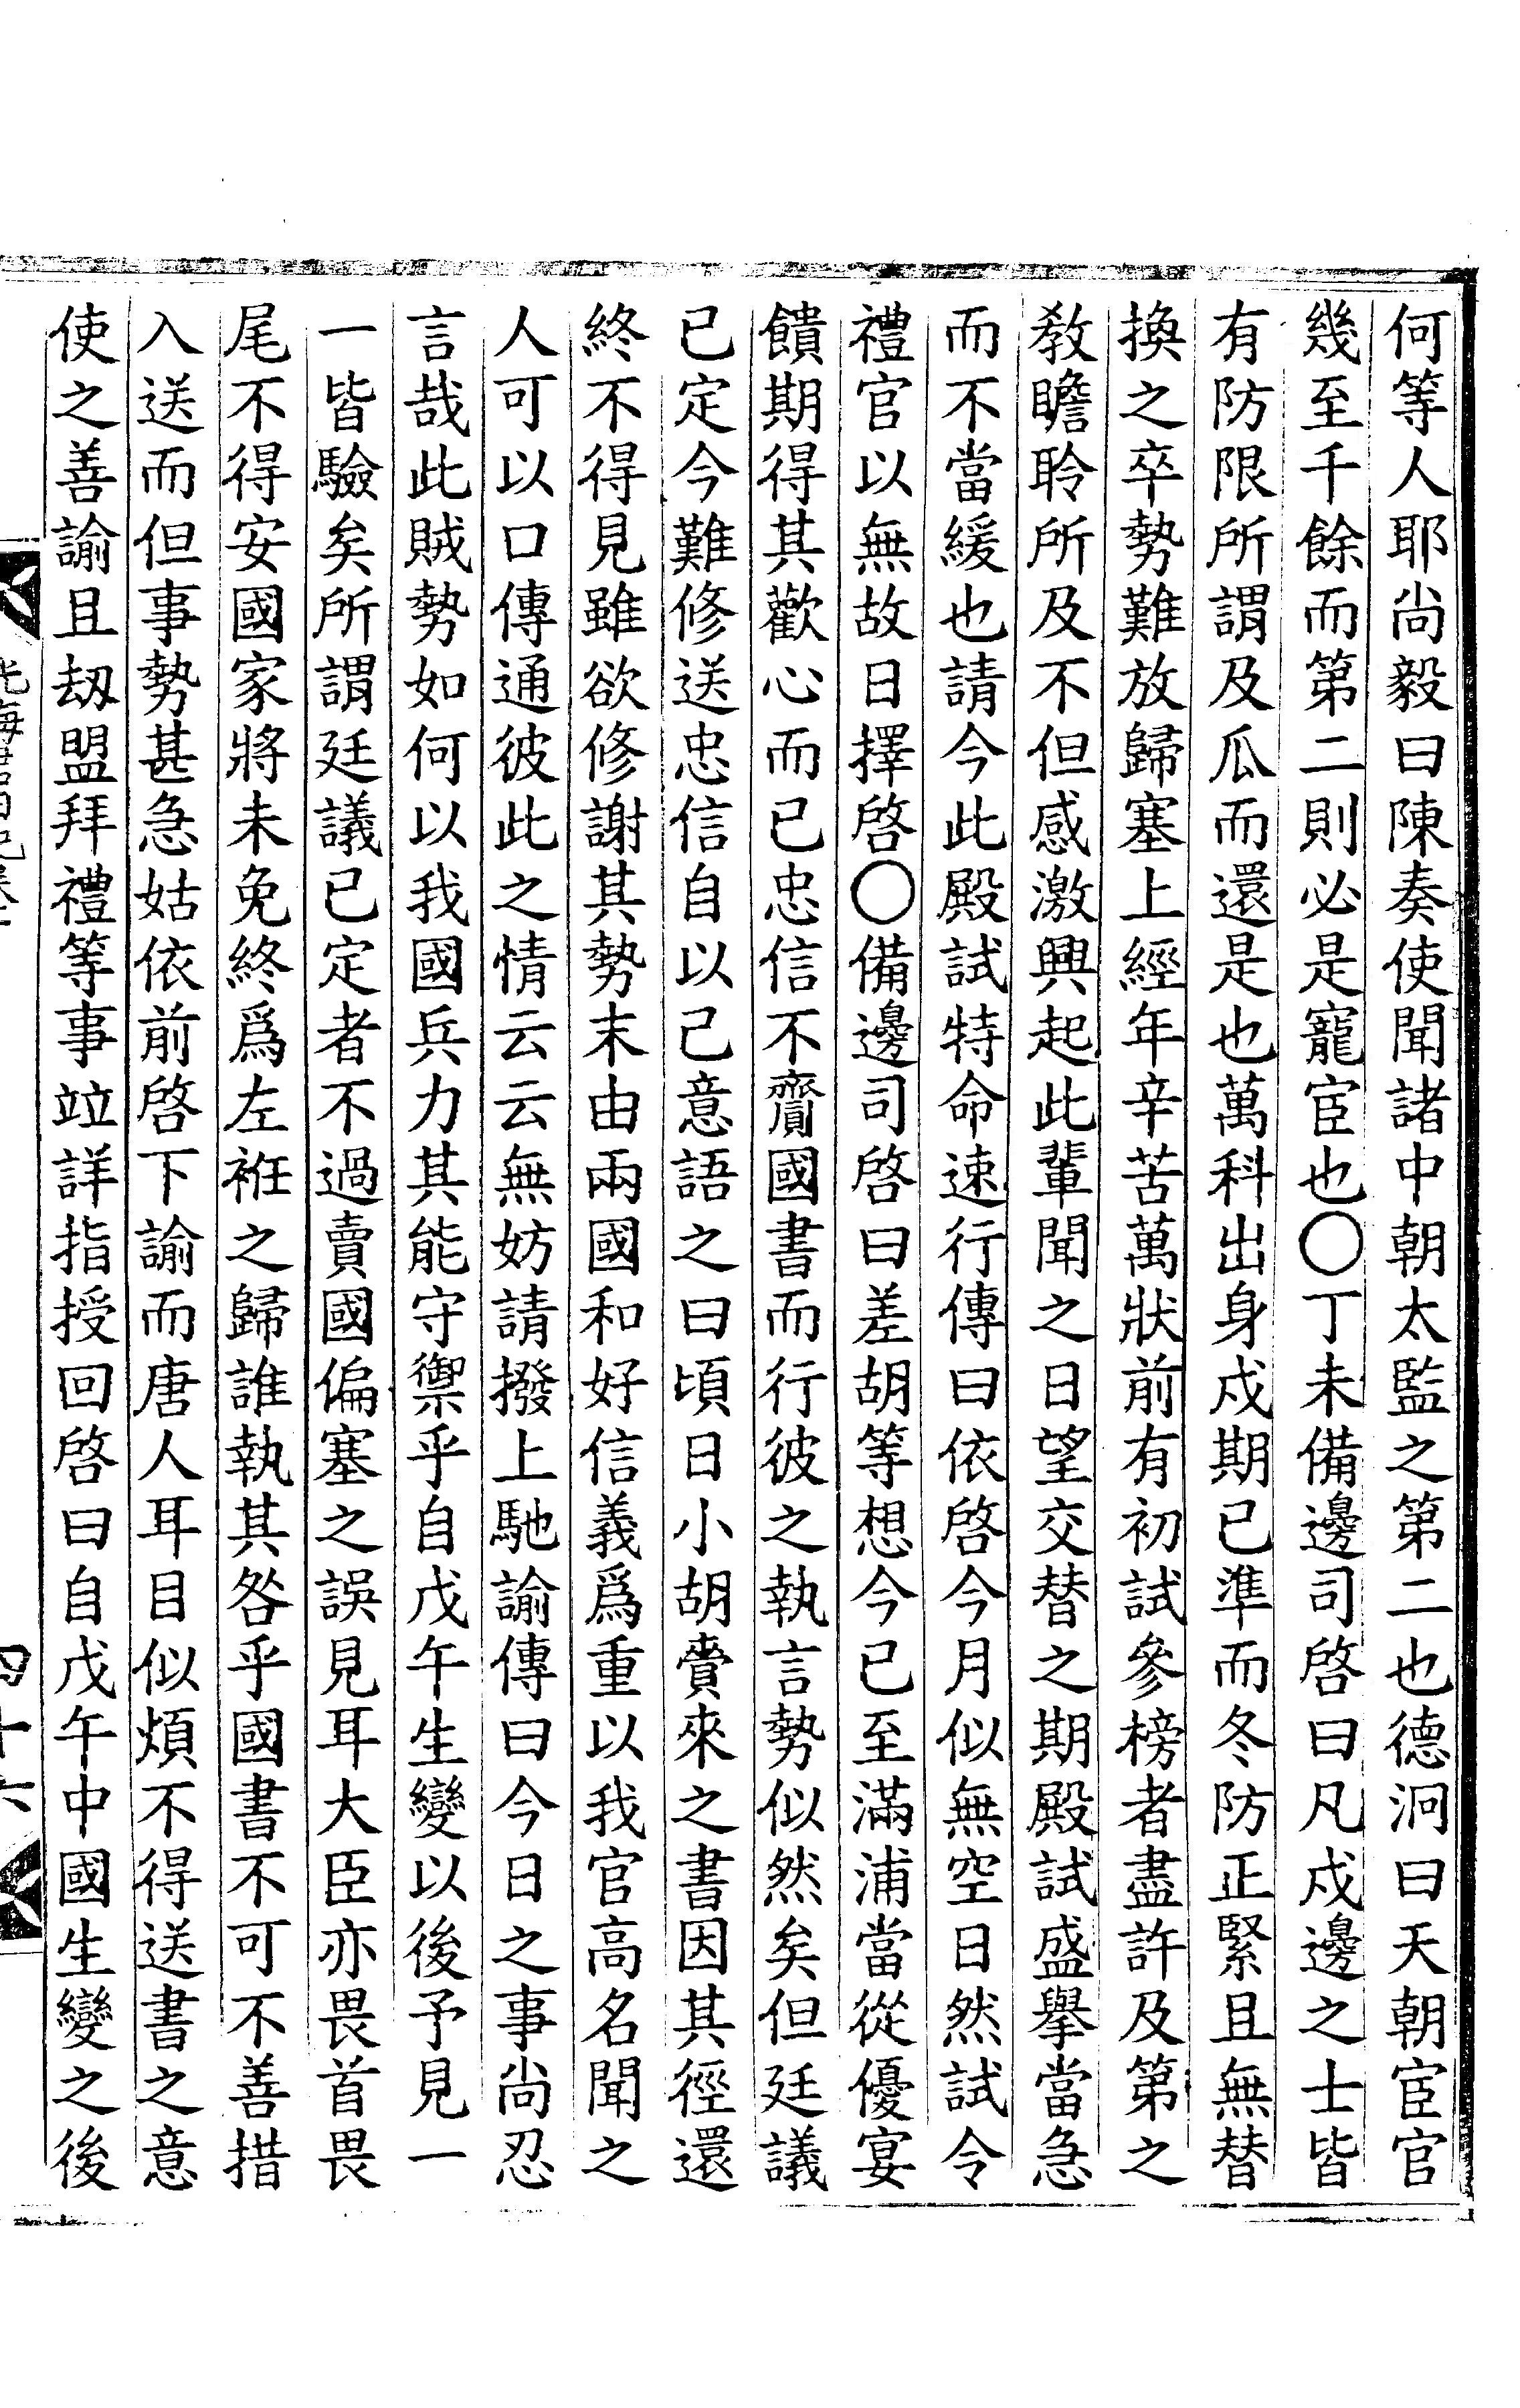 何等人耶尙毅曰陳奏使聞諸中朝太監之第二也德泂曰天朝宦官
幾至千餘而第二則必是寵宦也○丁未備邊司啓曰凡戍邊之士皆
有防限所謂及瓜而還是也萬科出身戍期已準而冬防正緊且無替
換之卒勢難放歸塞上經年辛苦萬狀前有初試參榜者盡許及第之
敎瞻聆所及不但感激興起此輩聞之日望交替之期殿試盛擧當急
而不當緩也請今此殿試特命速行傳曰依啓今月似無空日然試令
禮官以無故日擇啓○備邊司啓曰差胡等想今已至滿浦當從優宴
饋期得其歡心而已忠信不齎國書而行彼之執言勢似然矣但廷議
已定今難修送忠信自以己意語之曰頃日小胡賫來之書因其徑還
終不得見雖欲修謝其勢末由兩國和好信義爲重以我官高名聞之
人可以口傳通彼此之情云云無妨請撥上馳諭傳曰今日之事尙忍
言哉此賊勢如何以我國兵力其能守禦乎自戊午生變以後予見一
一皆驗矣所謂廷議已定者不過賣國偏塞之誤見耳大臣亦畏首畏
尾不得安國家將未免終爲左袵之歸誰執其咎乎國書不可不善措
入送而但事勢甚急姑依前啓下諭而唐人耳目似煩不得送書之意
使之善諭且刼盟拜禮等事竝詳指授回啓曰自戊午中國生變之後